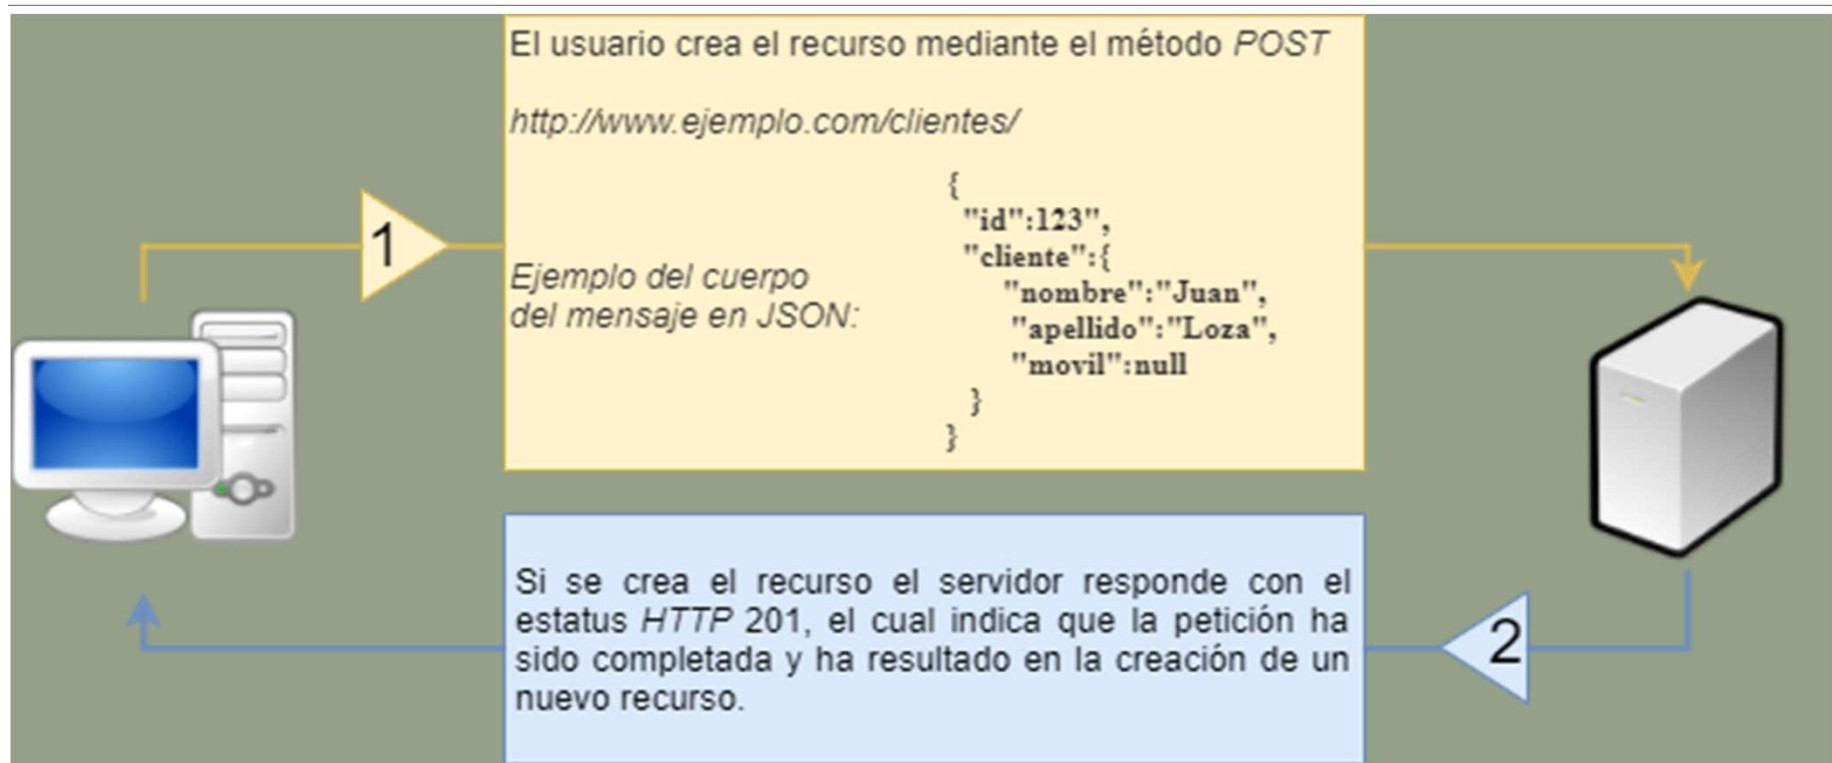 El usuario crea el recurso mediante el método POST
http://www.ejemplo.com/clientes/
1
Ejemplo del cuerpo
del mensaje en JSON:
{
"id":123",
"cliente":{
"nombre":"Juan",
"apellido":"Loza",
"movil":null
}
}
Si se crea el recurso el servidor responde con el
estatus HTTP 201, el cual indica que la petición ha
sido completada y ha resultado en la creación de un
nuevo recurso.
2